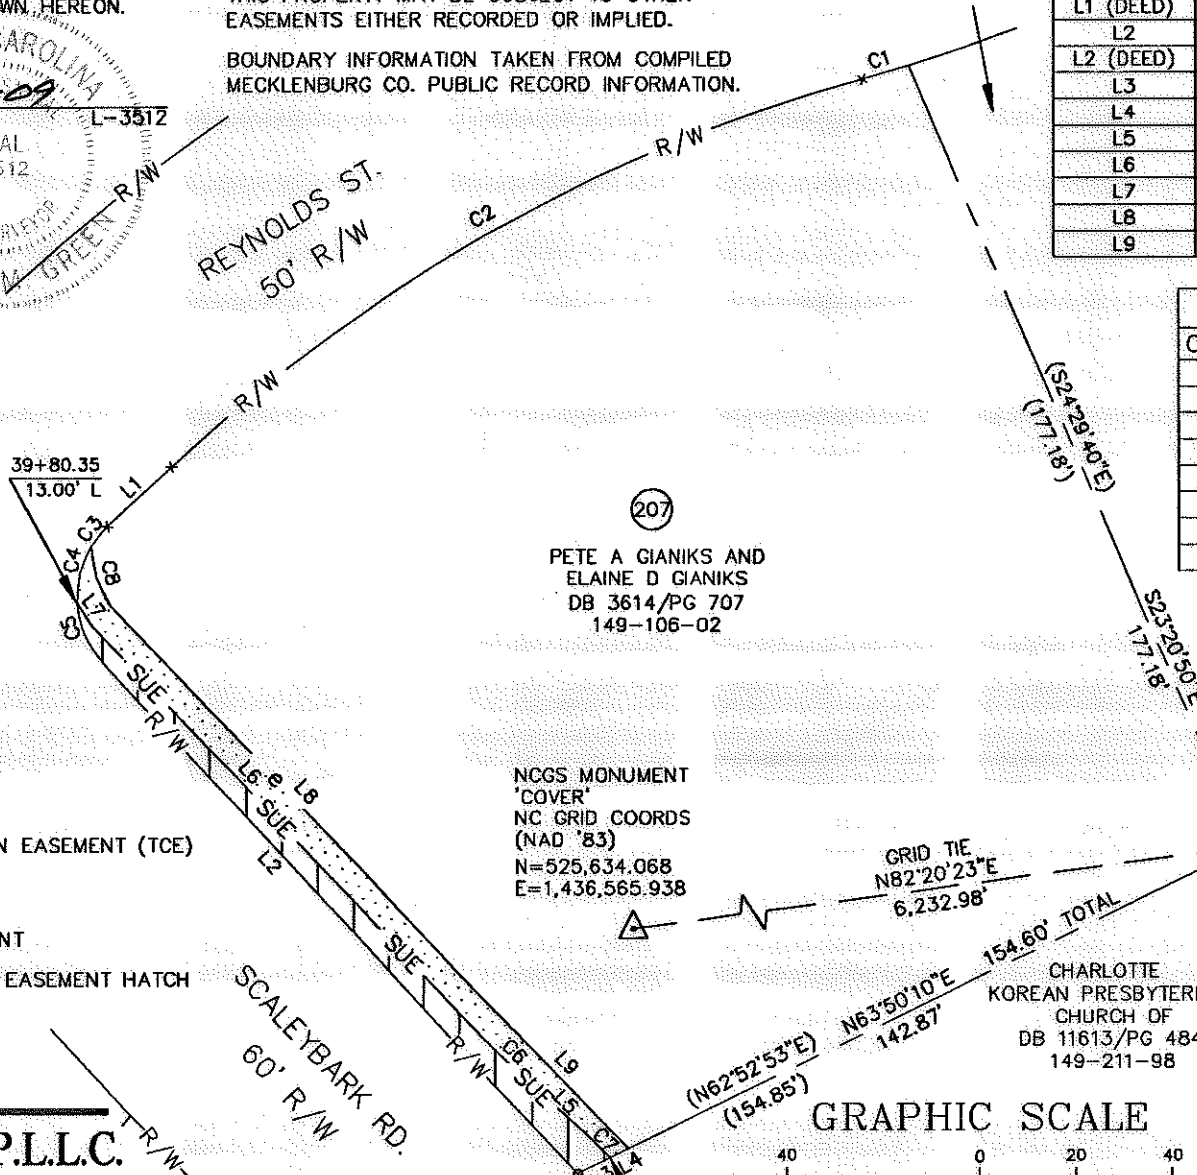 WN HEREON.
EASEMENTS EITHER RECORDED OR IMPLIED.
BOUNDARY INFORMATION TAKEN FROM COMPILED
MECKLENBURG CO. PUBLIC RECORD INFORMATION.
CAROLINA
-09
L-3512
AL
512
M GREEN
R/W
REYNOLDS ST.
50' R/W
R/W
C2
R/W
C1
L1 (DEED)
L2
L2 (DEED)
L3
L4
L5
L6
L7
L8
L9
C
(S24°29'40"E)
(177.18')
S23°20'50"E
177.18'
39+80.35
13.00' L
L1
C3
C4
C8
L7
C5
207
PETE A GIANIKS AND
ELAINE D GIANIKS
DB 3614/PG 707
149-106-02
SUE
R/W
L6 e L8
SUE
L2
NCGS MONUMENT
'COVER'
NC GRID COORDS
(NAD '83)
N=525,634.068
E=1,436,565.938
GRID TIE
N82°20'23"E
6,232.98'
N EASEMENT (TCE)
NT
EASEMENT HATCH
SUE
SCALEYBARK RD.
60' R/W
R/W
C6
L9
SUE
L5
C7
L4
154.60' TOTAL
N63°50'10"E
142.87'
(N62°52'53"E)
(154.85')
CHARLOTTE
KOREAN PRESBYTERI
CHURCH OF
DB 11613/PG 484
149-211-98
R/W
P.L.L.C.
GRAPHIC SCALE
40 0 20 40